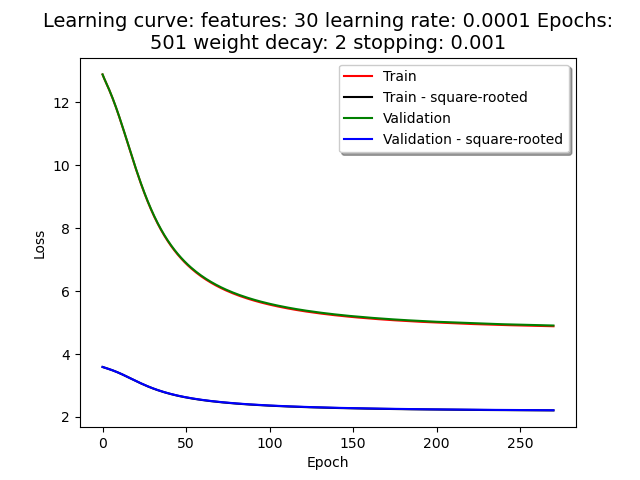 Learning curve: features: 30 learning rate: 0.0001 Epochs:
501 weight decay: 2 stopping: 0.001
Train
Train - square-rooted
Validation
Validation - square-rooted
12
10
8
6
4
2
Loss
0
50
100
150
200
250
Epoch